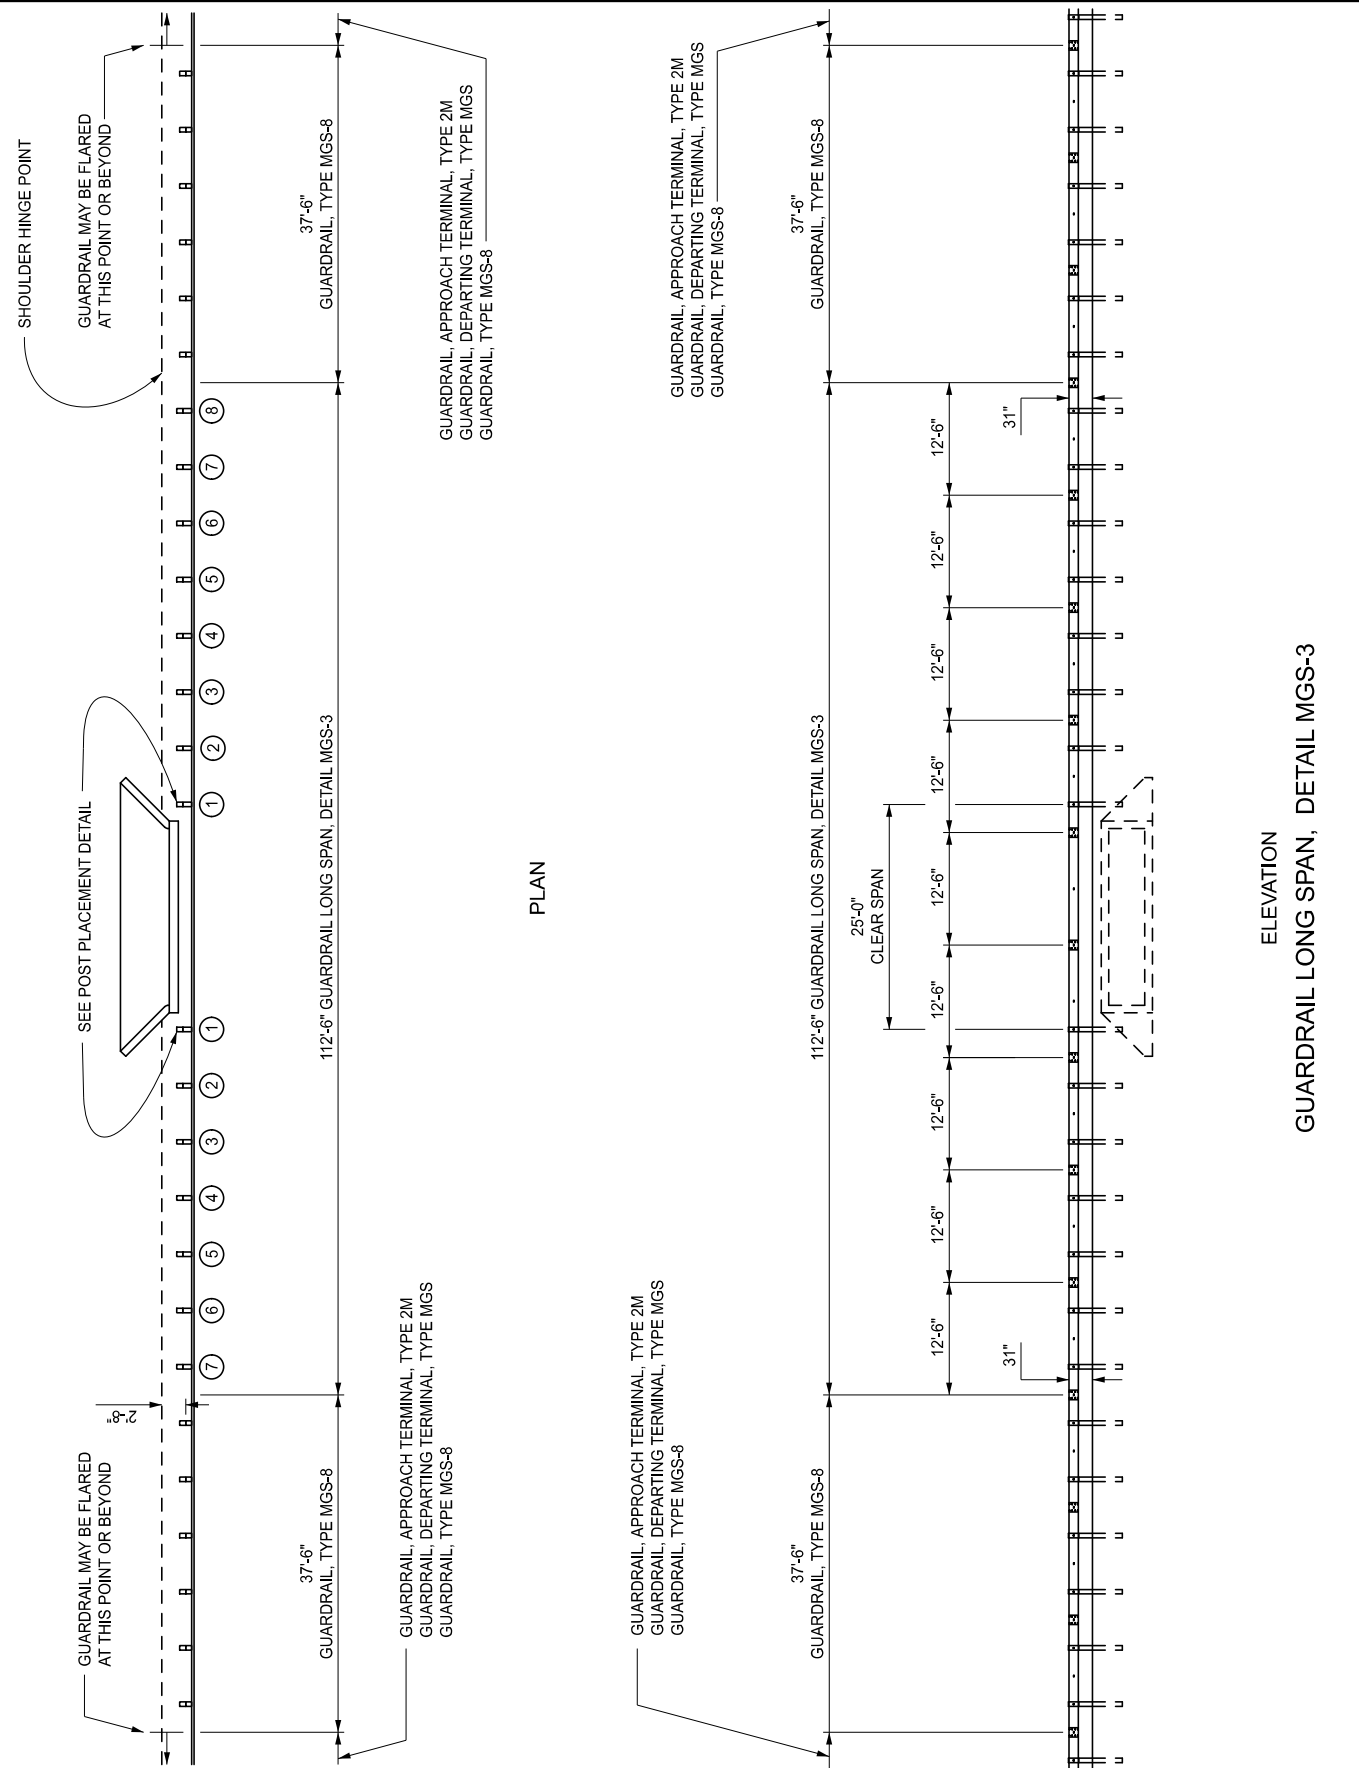 SHOULDER HINGE POINT
GUARDRAIL MAY BE FLARED
AT THIS POINT OR BEYOND
SEE POST PLACEMENT DETAIL
GUARDRAIL MAY BE FLARED
AT THIS POINT OR BEYOND
2'-8"
7
6
5
4
3
2
1
1
2
3
4
5
6
7
8
37'-6"
GUARDRAIL, TYPE MGS-8
112'-6" GUARDRAIL LONG SPAN, DETAIL MGS-3
37'-6"
GUARDRAIL, TYPE MGS-8
GUARDRAIL, APPROACH TERMINAL, TYPE 2M
GUARDRAIL, DEPARTING TERMINAL, TYPE MGS
GUARDRAIL, TYPE MGS-8
GUARDRAIL, APPROACH TERMINAL, TYPE 2M
GUARDRAIL, DEPARTING TERMINAL, TYPE MGS
GUARDRAIL, TYPE MGS-8
PLAN
GUARDRAIL, APPROACH TERMINAL, TYPE 2M
GUARDRAIL, DEPARTING TERMINAL, TYPE MGS
GUARDRAIL, TYPE MGS-8
GUARDRAIL, APPROACH TERMINAL, TYPE 2M
GUARDRAIL, DEPARTING TERMINAL, TYPE MGS
GUARDRAIL, TYPE MGS-8
37'-6"
GUARDRAIL, TYPE MGS-8
112'-6" GUARDRAIL LONG SPAN, DETAIL MGS-3
37'-6"
GUARDRAIL, TYPE MGS-8
25'-0"
CLEAR SPAN
12'-6"
12'-6"
12'-6"
12'-6"
12'-6"
12'-6"
12'-6"
12'-6"
12'-6"
31"
31"
ELEVATION
GUARDRAIL LONG SPAN, DETAIL MGS-3